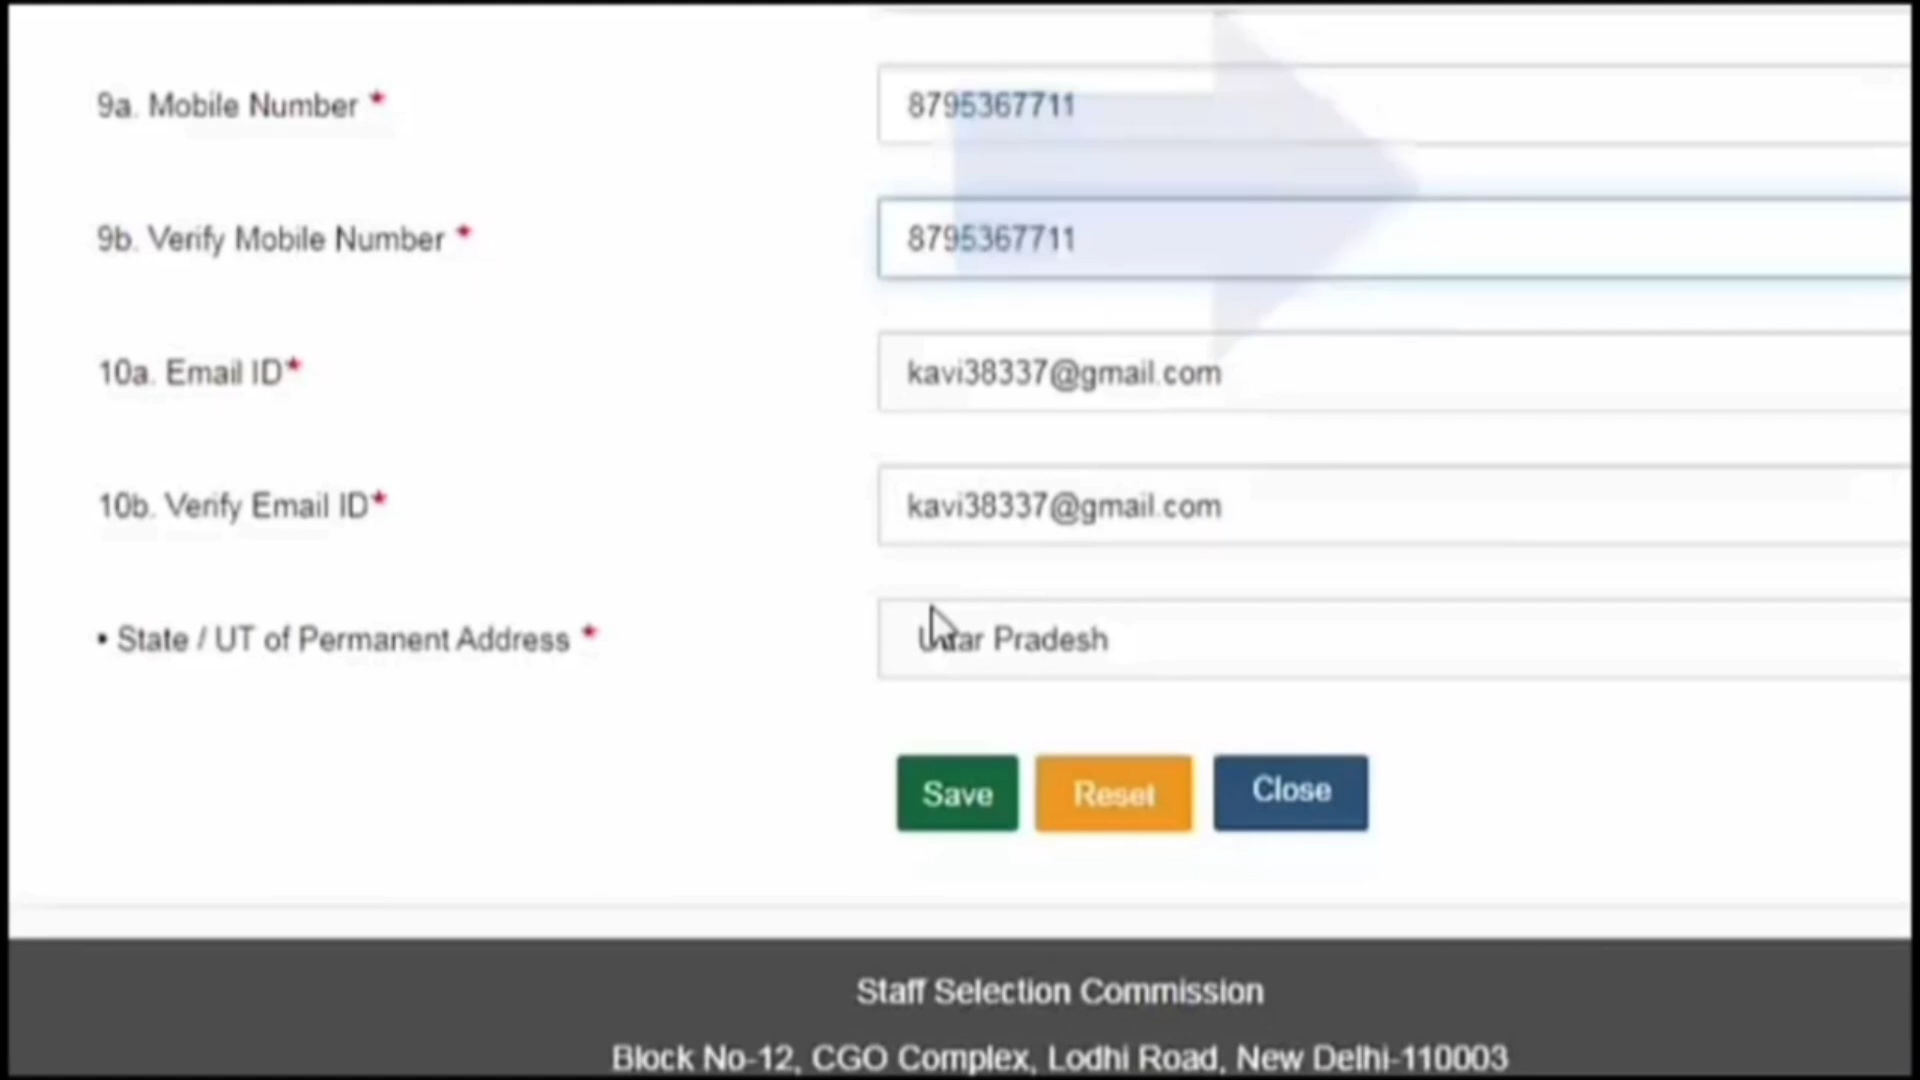 9a. Mobile Number * 8795367711
9b. Verify Mobile Number * 8795367711
10a. Email ID* kavi38337@gmail.com
10b. Verify Email ID* kavi38337@gmail.com
• State / UT of Permanent Address * Uttar Pradesh
Save Reset Close
Staff Selection Commission
Block No-12, CGO Complex, Lodhi Road, New Delhi-110003